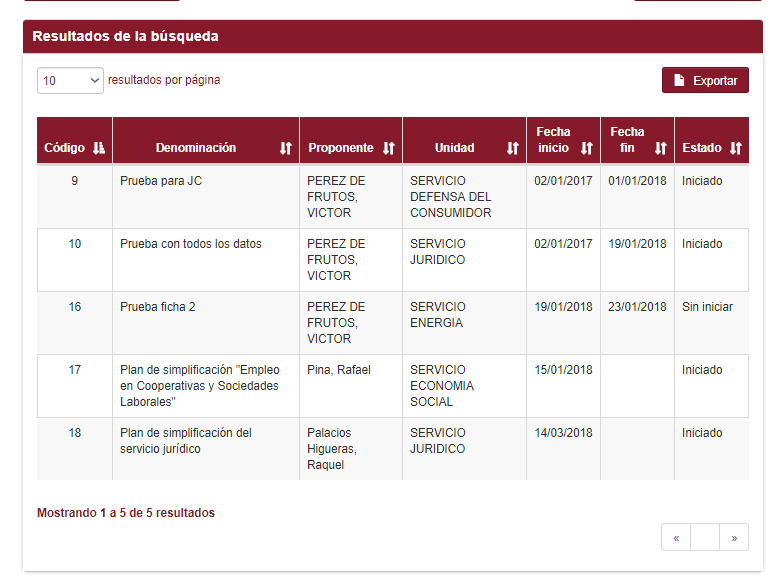 Resultados de la búsqueda
10 resultados por página
Exportar
Código Denominación Proponente Unidad Fecha inicio Fecha fin Estado
9 Prueba para JC PEREZ DE FRUTOS, VICTOR SERVICIO DEFENSA DEL CONSUMIDOR 02/01/2017 01/01/2018 Iniciado
10 Prueba con todos los datos PEREZ DE FRUTOS, VICTOR SERVICIO JURIDICO 02/01/2017 19/01/2018 Iniciado
16 Prueba ficha 2 PEREZ DE FRUTOS, VICTOR SERVICIO ENERGIA 19/01/2018 23/01/2018 Sin iniciar
17 Plan de simplificación "Empleo en Cooperativas y Sociedades Laborales" Pina, Rafael SERVICIO ECONOMIA SOCIAL 15/01/2018 Iniciado
18 Plan de simplificación del servicio jurídico Palacios Higueras, Raquel SERVICIO JURIDICO 14/03/2018 Iniciado
Mostrando 1 a 5 de 5 resultados
« »